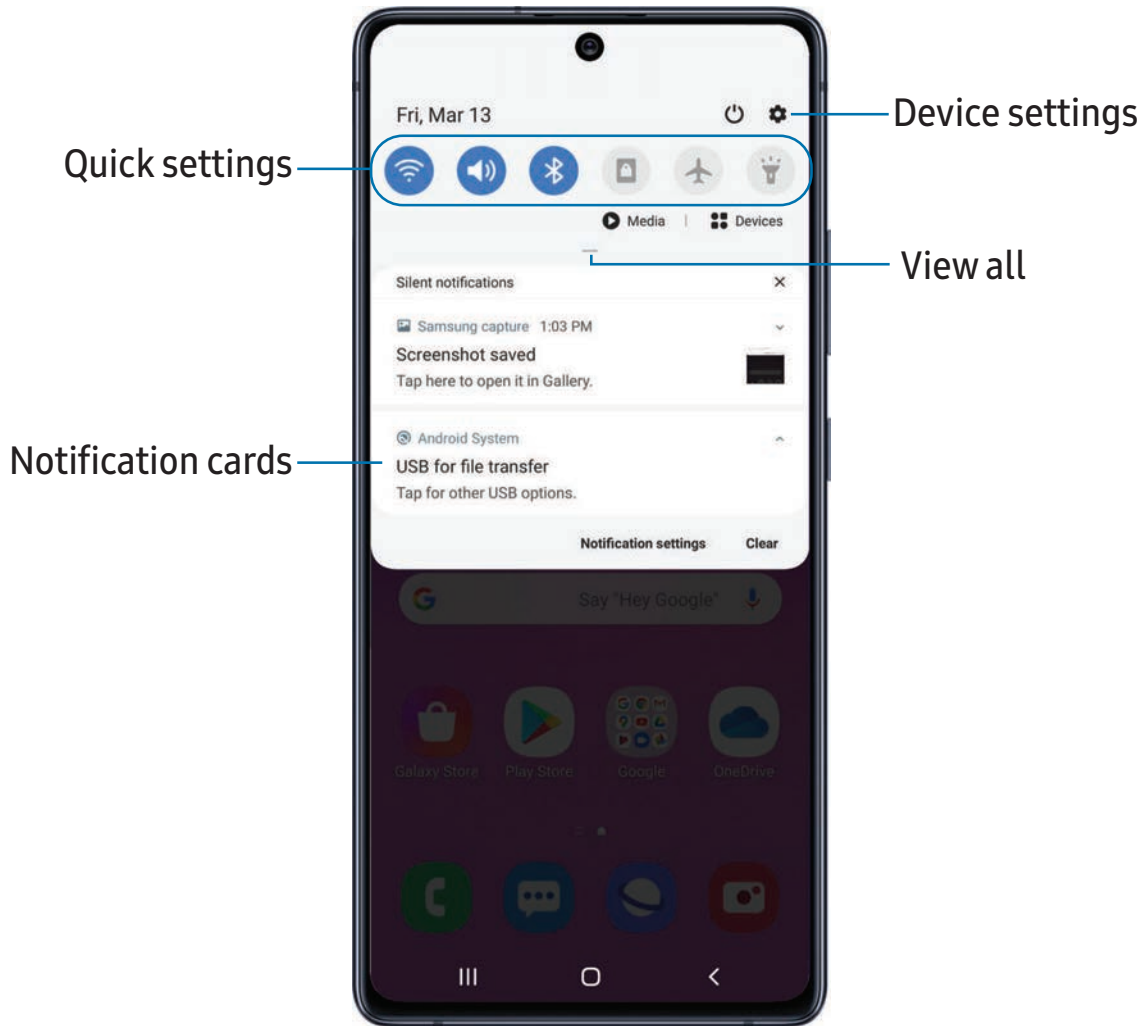 Fri, Mar 13
Device settings
Quick settings
Media
Devices
View all
Silent notifications
Samsung capture 1:03 PM
Screenshot saved
Tap here to open it in Gallery.
Android System
Notification cards
USB for file transfer
Tap for other USB options.
Notification settings Clear
G Say "Hey Google"
Galaxy Store Play Store Google OneDrive